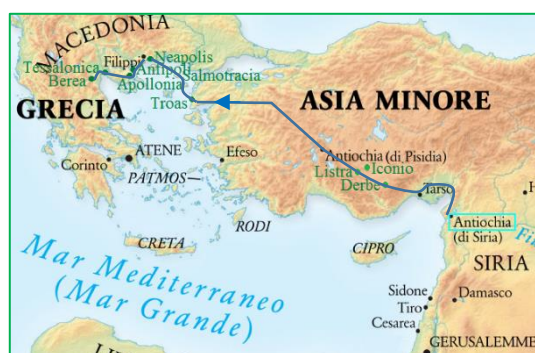 MACEDONIA
Neapolis
Filippi
Tessalonica
Antipoli
Salmotracia
Berea
Apollonia
Troas
GRECIA
ASIA MINORE
ATENE
Corinto
Efeso
Antiochia (di Pisidia)
Iconio
Listra
Derbe
PATMOS
Tarso
RODI
Antiochia
(di Siria)
CRETA
CIPRO
SIRIA
Mar Mediterraneo
(Mar Grande)
Sidone
Damasco
Tiro
Cesarea
GERUSALEMME